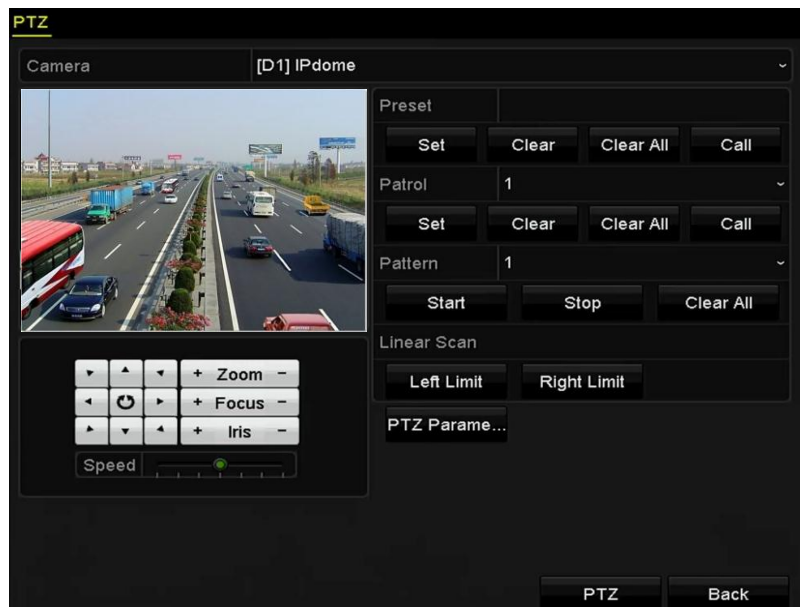 PTZ
Camera [D1] IPdome
Preset
Set Clear Clear All Call
Patrol 1
Set Clear Clear All Call
Pattern 1
Start Stop Clear All
Linear Scan
Left Limit Right Limit
PTZ Parame...
+ Zoom -
+ Focus -
+ Iris -
Speed
PTZ Back